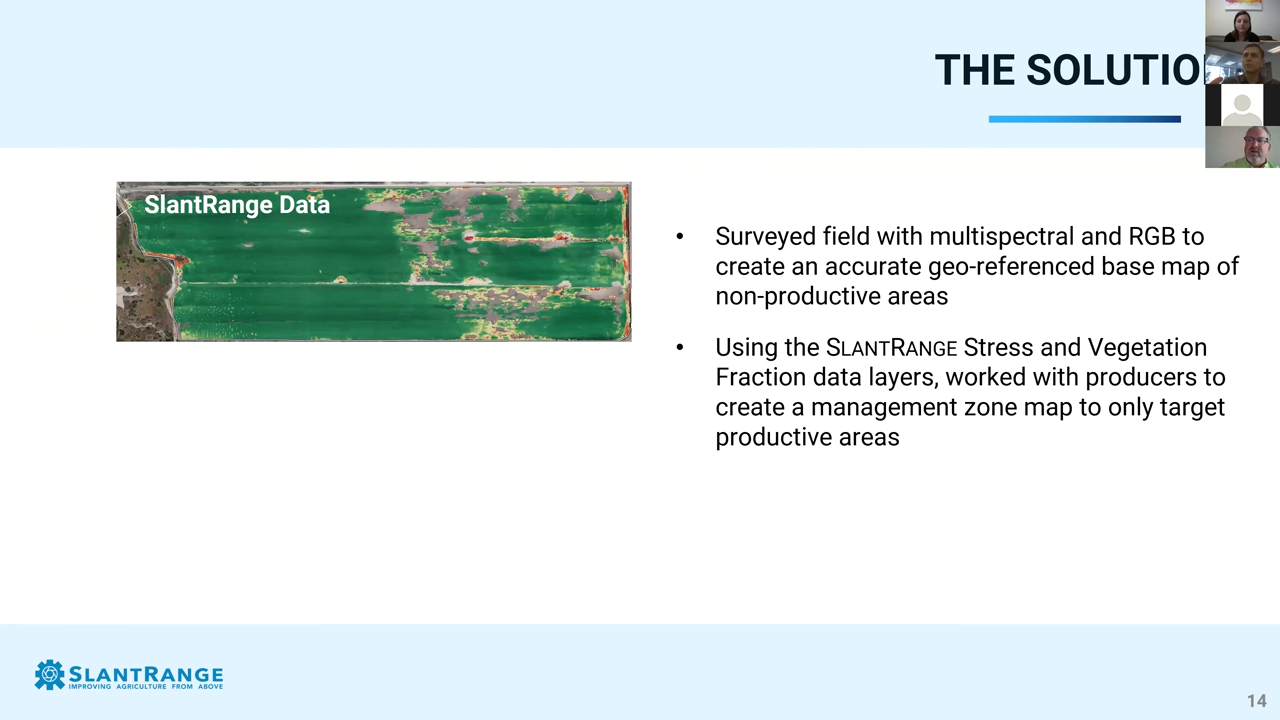 THE SOLUTIO
SlantRange Data
• Surveyed field with multispectral and RGB to
create an accurate geo-referenced base map of
non-productive areas
• Using the SLANTRANGE Stress and Vegetation
Fraction data layers, worked with producers to
create a management zone map to only target
productive areas
SLANTRANGE
IMPROVING AGRICULTURE FROM ABOVE
14